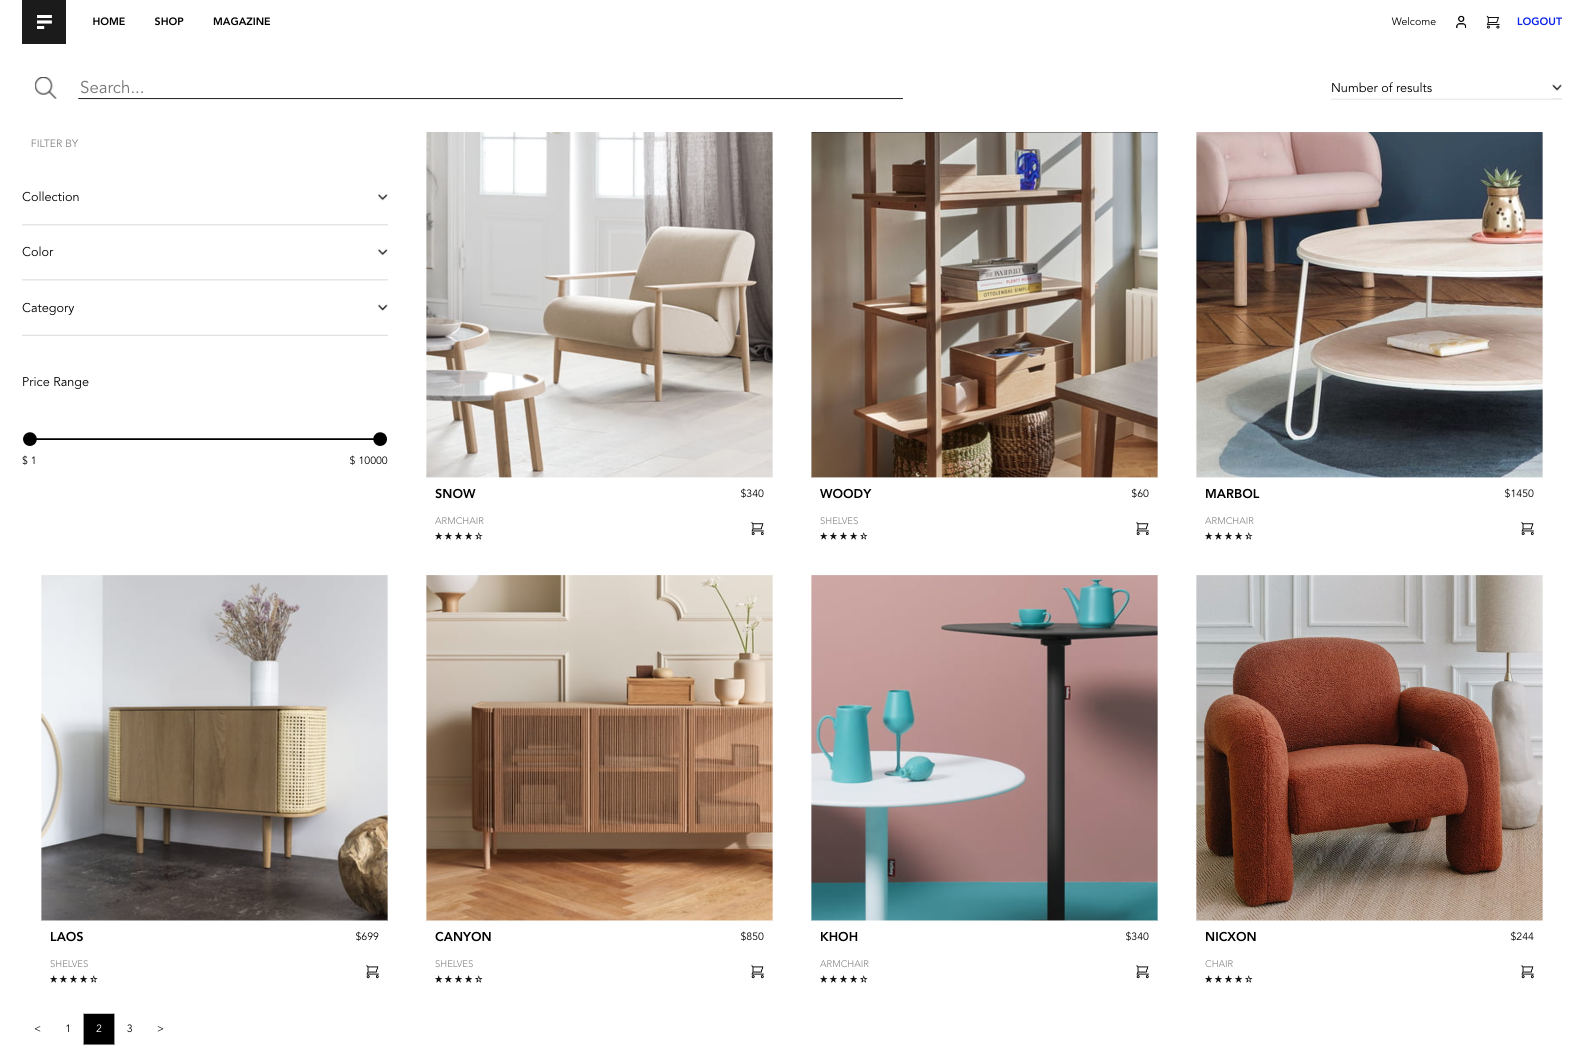 HOME SHOP MAGAZINE Welcome LOGOUT
Search... Number of results
FILTER BY
Collection
Color
Category
Price Range
$ 1 $ 10000
OTTOLENGHI SIMPLE
SNOW $340
ARMCHAIR
★★★★☆
WOODY $60
SHELVES
★★★★☆
MARBOL $1450
ARMCHAIR
★★★★☆
LAOS $699
SHELVES
★★★★☆
CANYON $850
SHELVES
★★★★☆
KHOH $340
ARMCHAIR
★★★★☆
NICXON $244
CHAIR
★★★★☆
< 1 2 3 >